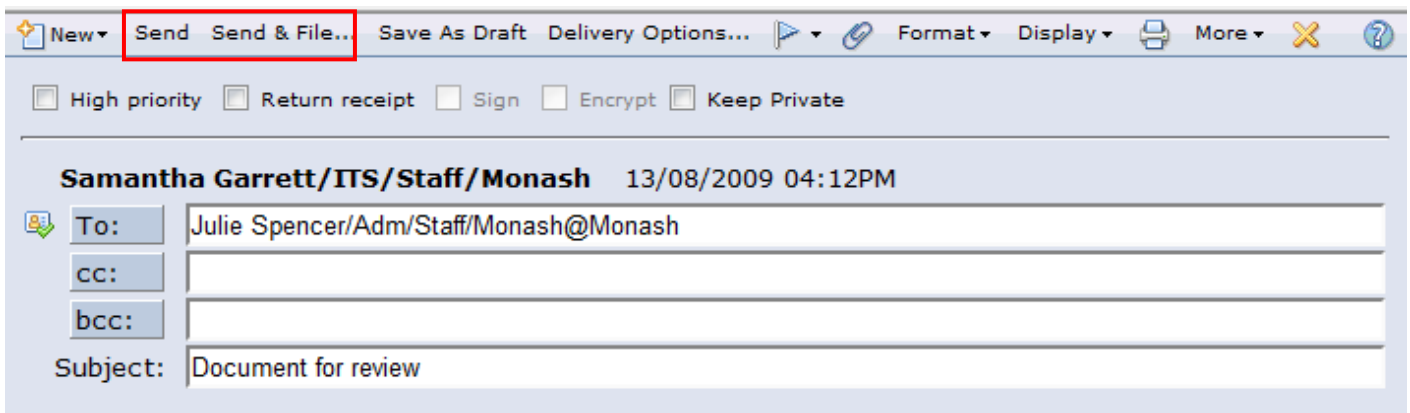 New Send Send & File... Save As Draft Delivery Options... Format Display More
High priority Return receipt Sign Encrypt Keep Private
Samantha Garrett/ITS/Staff/Monash 13/08/2009 04:12PM
To: Julie Spencer/Adm/Staff/Monash@Monash
cc:
bcc:
Subject: Document for review